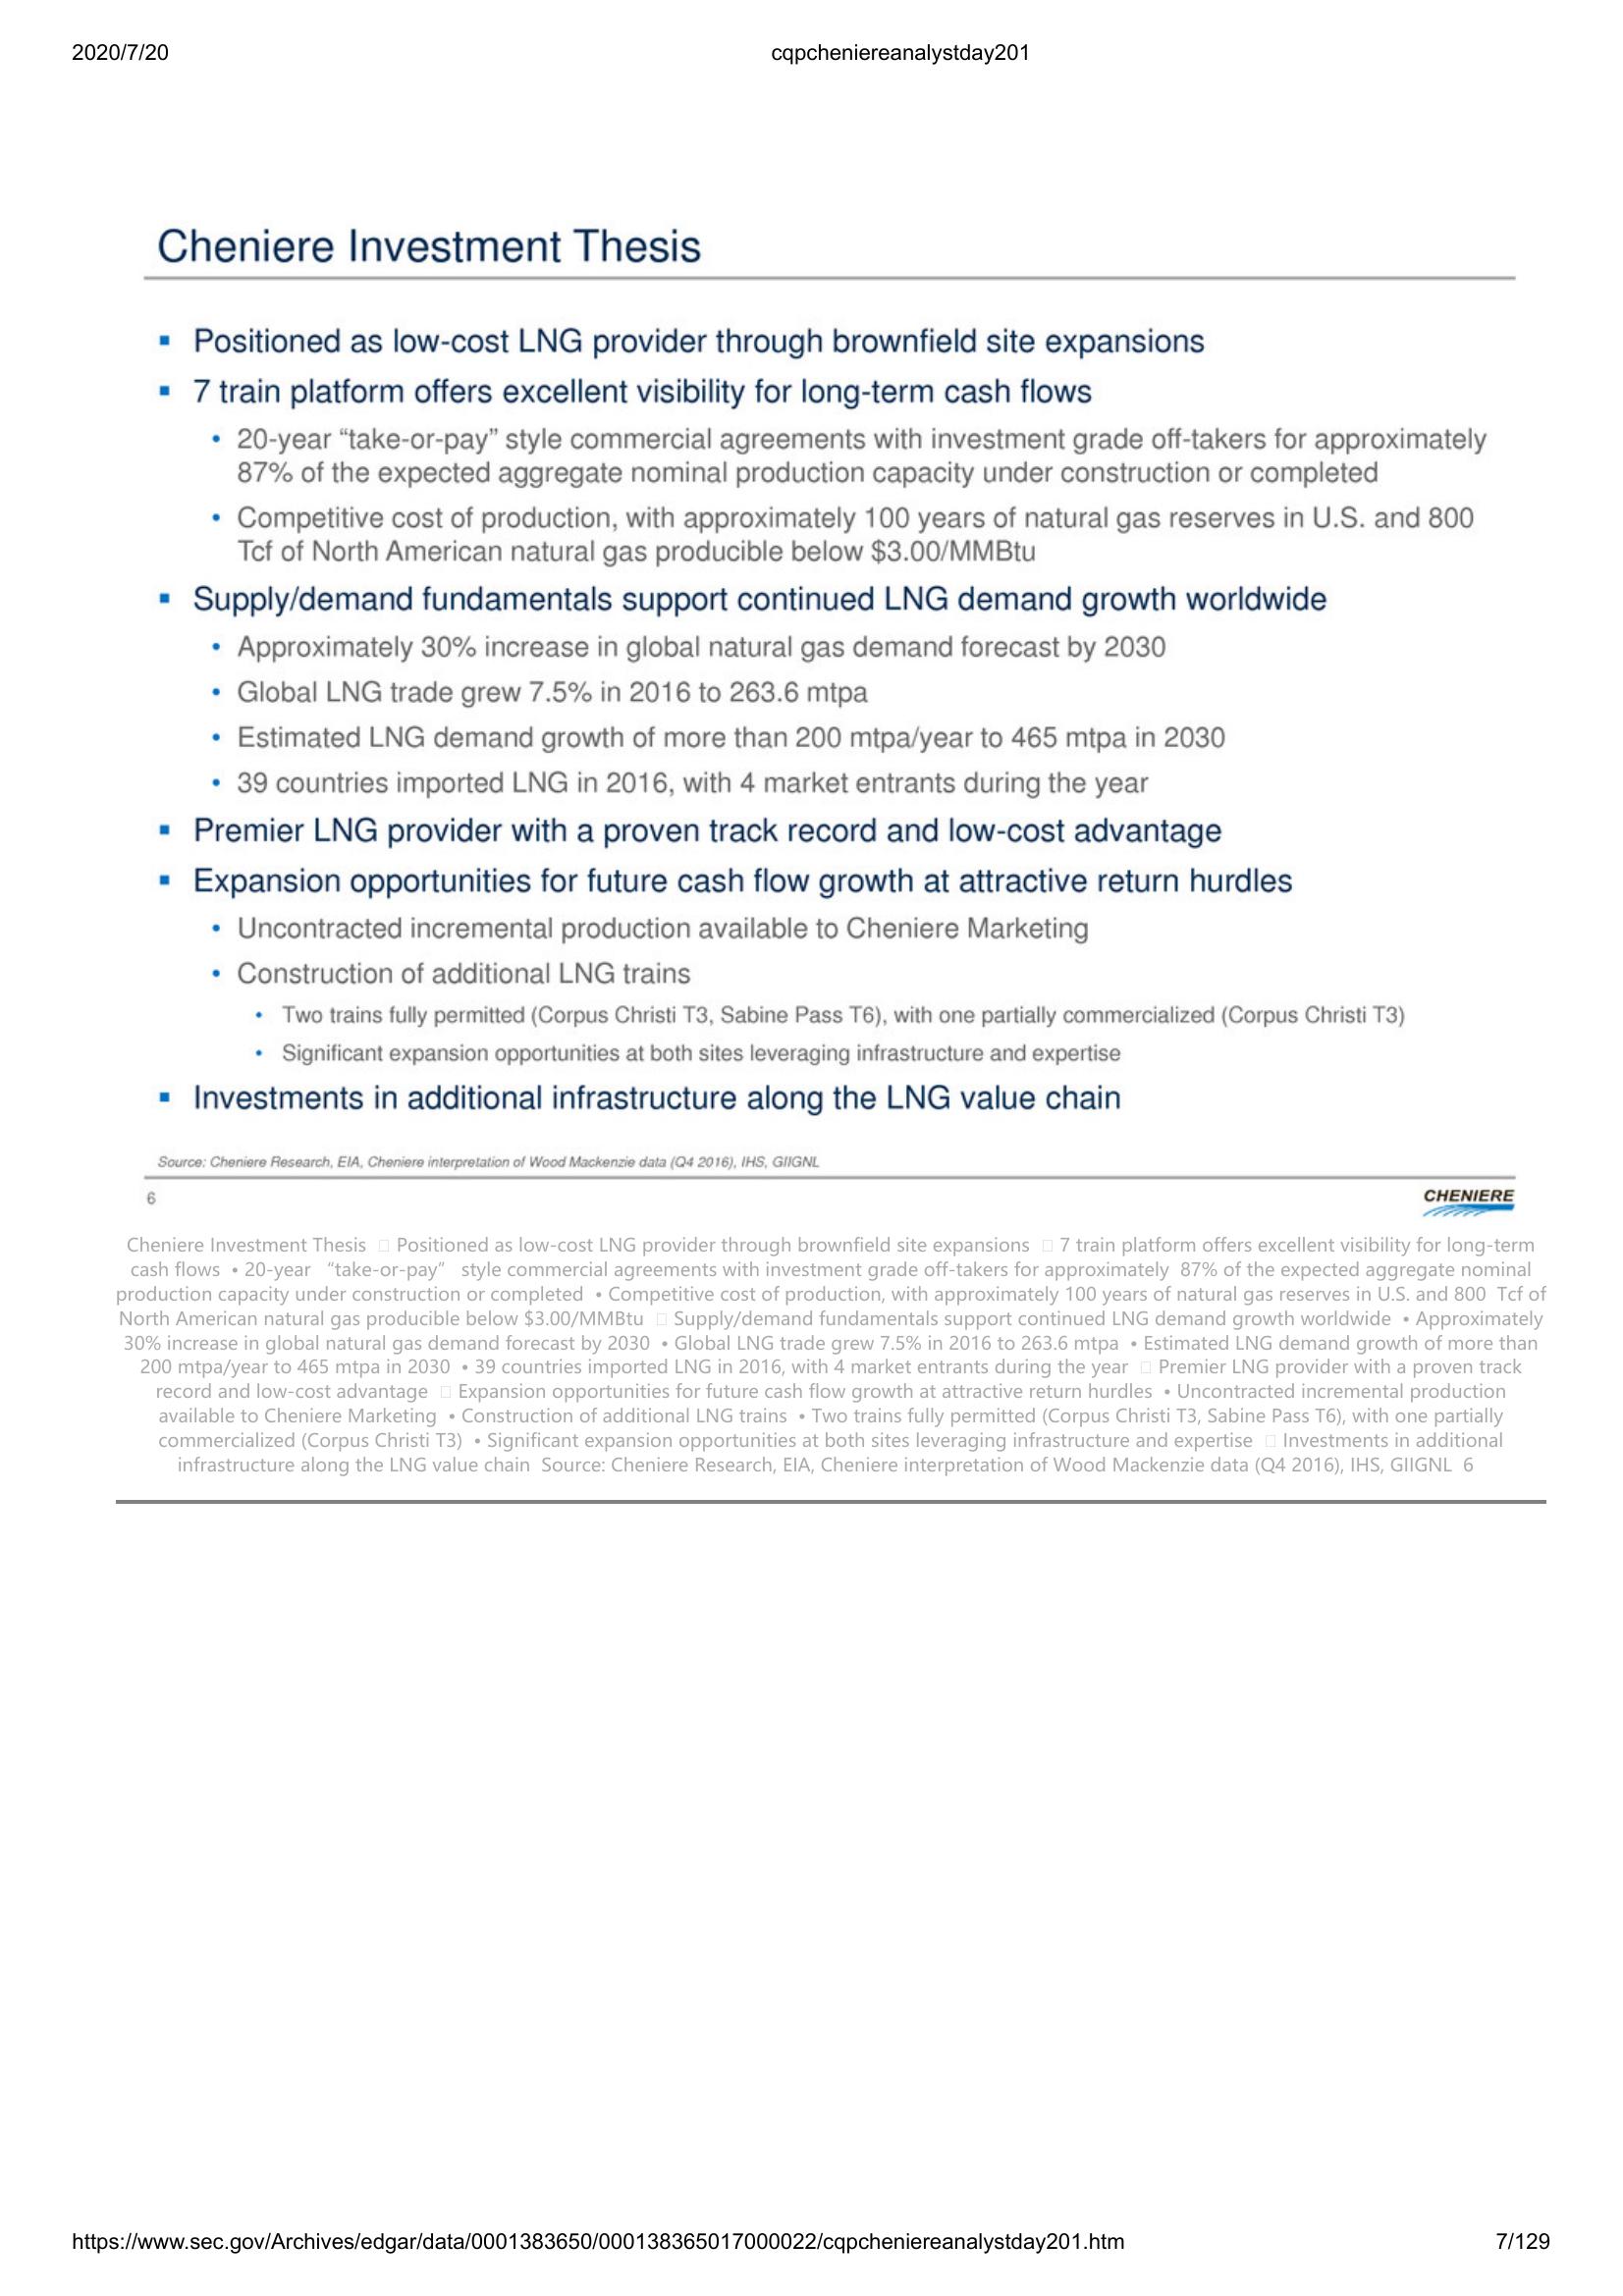 2020/7/20 cqpcheniereanalystday201
Cheniere Investment Thesis
▪ Positioned as low-cost LNG provider through brownfield site expansions
▪ 7 train platform offers excellent visibility for long-term cash flows
• 20-year “take-or-pay” style commercial agreements with investment grade off-takers for approximately
87% of the expected aggregate nominal production capacity under construction or completed
• Competitive cost of production, with approximately 100 years of natural gas reserves in U.S. and 800
Tcf of North American natural gas producible below $3.00/MMBtu
▪ Supply/demand fundamentals support continued LNG demand growth worldwide
• Approximately 30% increase in global natural gas demand forecast by 2030
• Global LNG trade grew 7.5% in 2016 to 263.6 mtpa
• Estimated LNG demand growth of more than 200 mtpa/year to 465 mtpa in 2030
• 39 countries imported LNG in 2016, with 4 market entrants during the year
▪ Premier LNG provider with a proven track record and low-cost advantage
▪ Expansion opportunities for future cash flow growth at attractive return hurdles
• Uncontracted incremental production available to Cheniere Marketing
• Construction of additional LNG trains
• Two trains fully permitted (Corpus Christi T3, Sabine Pass T6), with one partially commercialized (Corpus Christi T3)
• Significant expansion opportunities at both sites leveraging infrastructure and expertise
▪ Investments in additional infrastructure along the LNG value chain
Source: Cheniere Research, EIA, Cheniere interpretation of Wood Mackenzie data (Q4 2016), IHS, GIIGNL
6 CHENIERE
Cheniere Investment Thesis □ Positioned as low-cost LNG provider through brownfield site expansions □ 7 train platform offers excellent visibility for long-term
cash flows • 20-year “take-or-pay” style commercial agreements with investment grade off-takers for approximately 87% of the expected aggregate nominal
production capacity under construction or completed • Competitive cost of production, with approximately 100 years of natural gas reserves in U.S. and 800 Tcf of
North American natural gas producible below $3.00/MMBtu □ Supply/demand fundamentals support continued LNG demand growth worldwide • Approximately
30% increase in global natural gas demand forecast by 2030 • Global LNG trade grew 7.5% in 2016 to 263.6 mtpa • Estimated LNG demand growth of more than
200 mtpa/year to 465 mtpa in 2030 • 39 countries imported LNG in 2016, with 4 market entrants during the year □ Premier LNG provider with a proven track
record and low-cost advantage □ Expansion opportunities for future cash flow growth at attractive return hurdles • Uncontracted incremental production
available to Cheniere Marketing • Construction of additional LNG trains • Two trains fully permitted (Corpus Christi T3, Sabine Pass T6), with one partially
commercialized (Corpus Christi T3) • Significant expansion opportunities at both sites leveraging infrastructure and expertise □ Investments in additional
infrastructure along the LNG value chain Source: Cheniere Research, EIA, Cheniere interpretation of Wood Mackenzie data (Q4 2016), IHS, GIIGNL 6
https://www.sec.gov/Archives/edgar/data/0001383650/000138365017000022/cqpcheniereanalystday201.htm 7/129